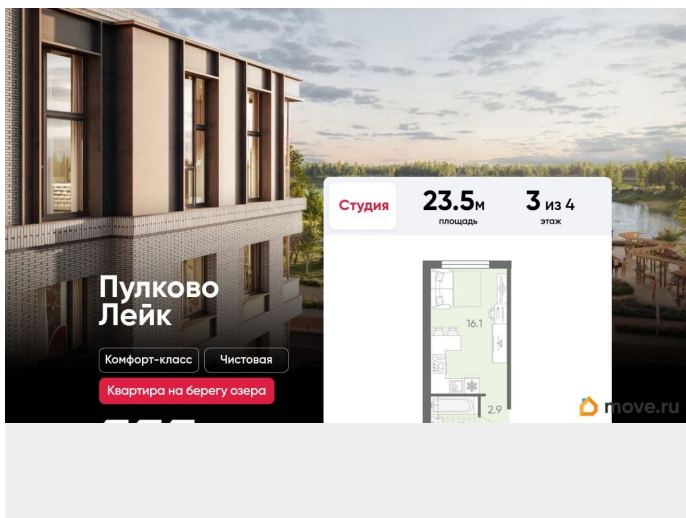 Студия
23.5м
площадь
3 из 4
этаж
Пулково
Лейк
Комфорт-класс
Чистовая
Квартира на берегу озера
16.1
2.9
move.ru